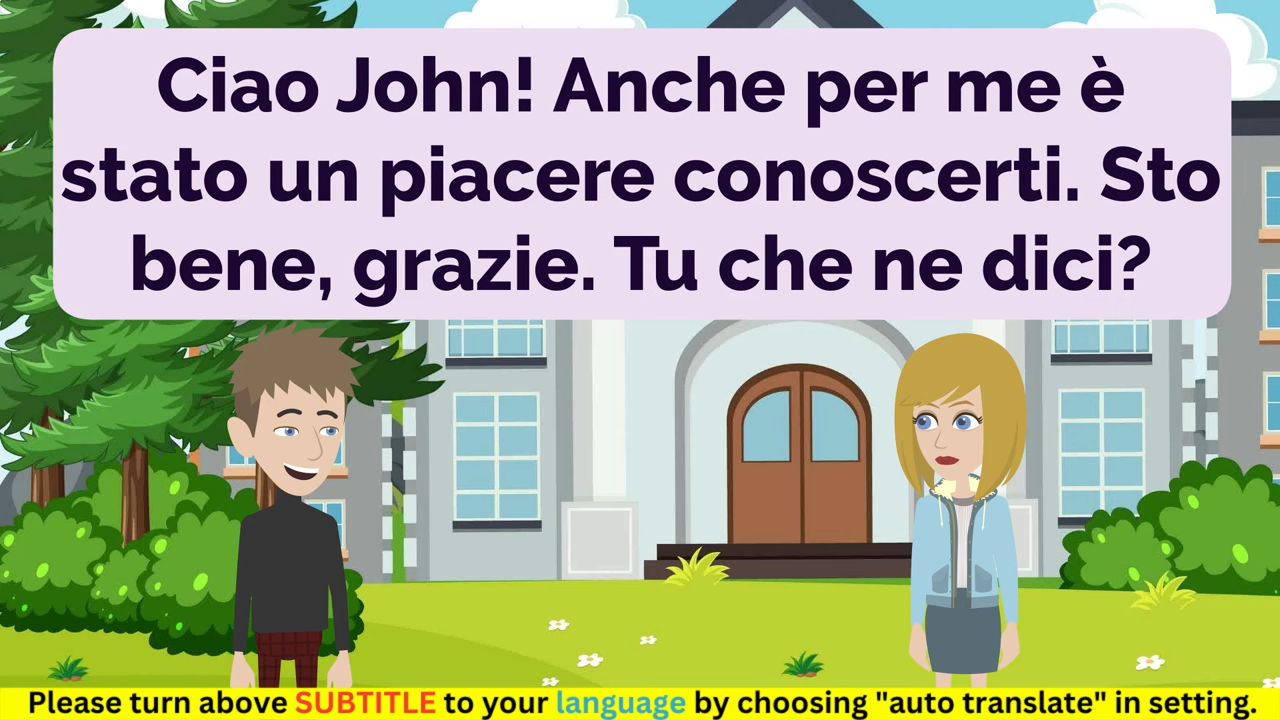 Ciao John! Anche per me è
stato un piacere conoscerti. Sto
bene, grazie. Tu che ne dici?
Please turn above SUBTITLE to your language by choosing "auto translate" in setting.